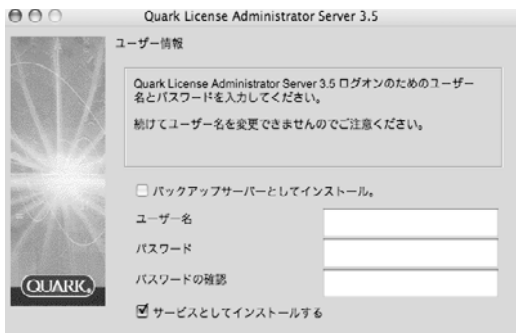 Quark License Administrator Server 3.5
ユーザー情報
Quark License Administrator Server 3.5 ログオンのためのユーザー
名とパスワードを入力してください。
続けてユーザー名を変更できませんのでご注意ください。
バックアップサーバーとしてインストール。
ユーザー名
パスワード
パスワードの確認
QUARK
サービスとしてインストールする